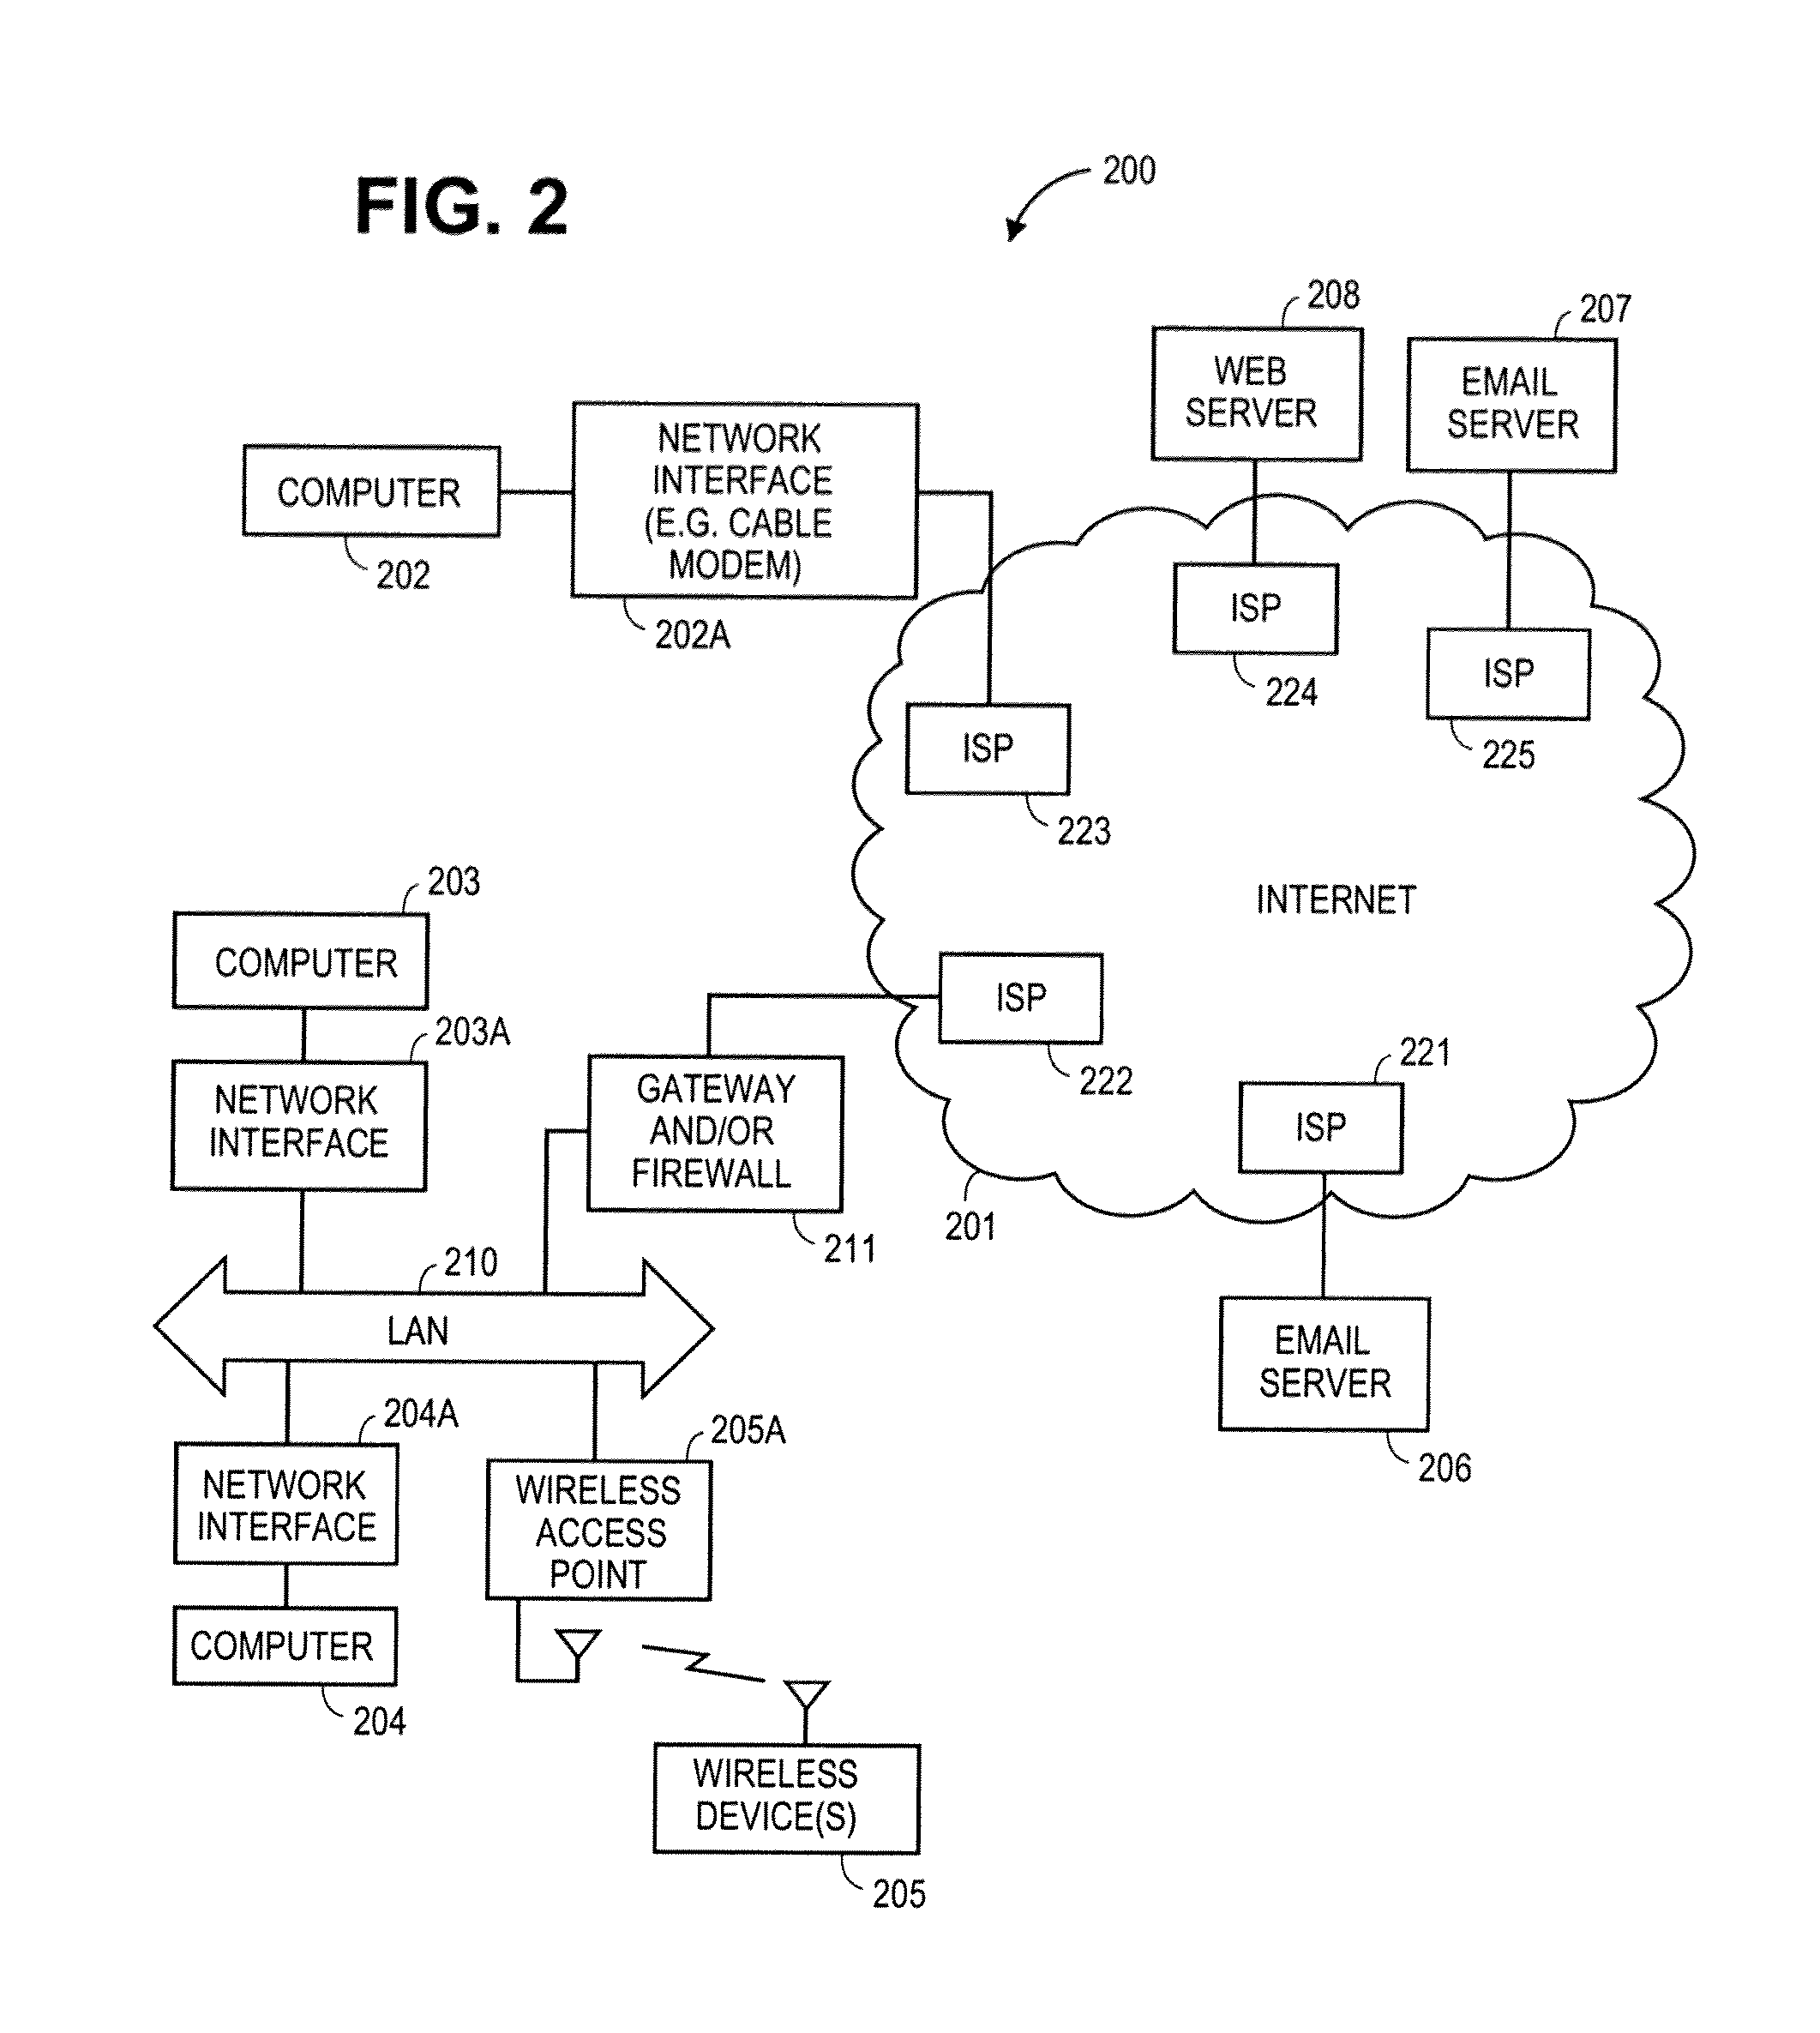 FIG. 2
200
208
207
WEB
SERVER
EMAIL
SERVER
COMPUTER
202
NETWORK
INTERFACE
(E.G. CABLE
MODEM)
202A
ISP
224
ISP
225
ISP
223
INTERNET
203
COMPUTER
203A
NETWORK
INTERFACE
GATEWAY
AND/OR
FIREWALL
211
ISP
222
221
ISP
201
210
LAN
EMAIL
SERVER
206
204A
NETWORK
INTERFACE
COMPUTER
204
205A
WIRELESS
ACCESS
POINT
WIRELESS
DEVICE(S)
205